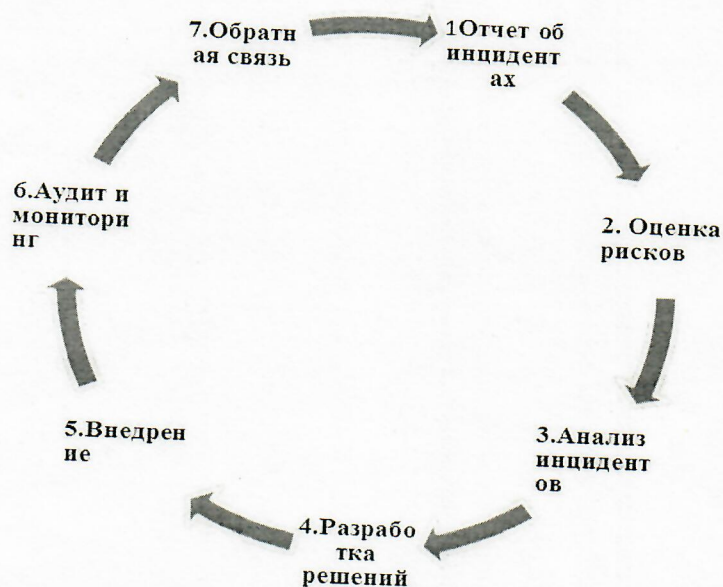 1Отчет об
инцидент
ах
2. Оценка
рисков
3.Анализ
инцидент
ов
4.Разрабо
тка
решений
5.Внедрен
ие
6.Аудит и
монитори
нг
7.Обратн
ая связь